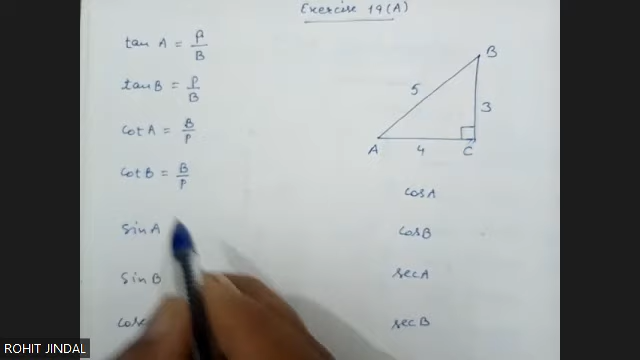 Exercise 19(A)
tan A = P/B
tan B = P/B
cot A = B/P
cot B = B/P
sin A
sin B
B
5
3
A
4
C
cos A
cos B
sec A
sec B
ROHIT JINDAL